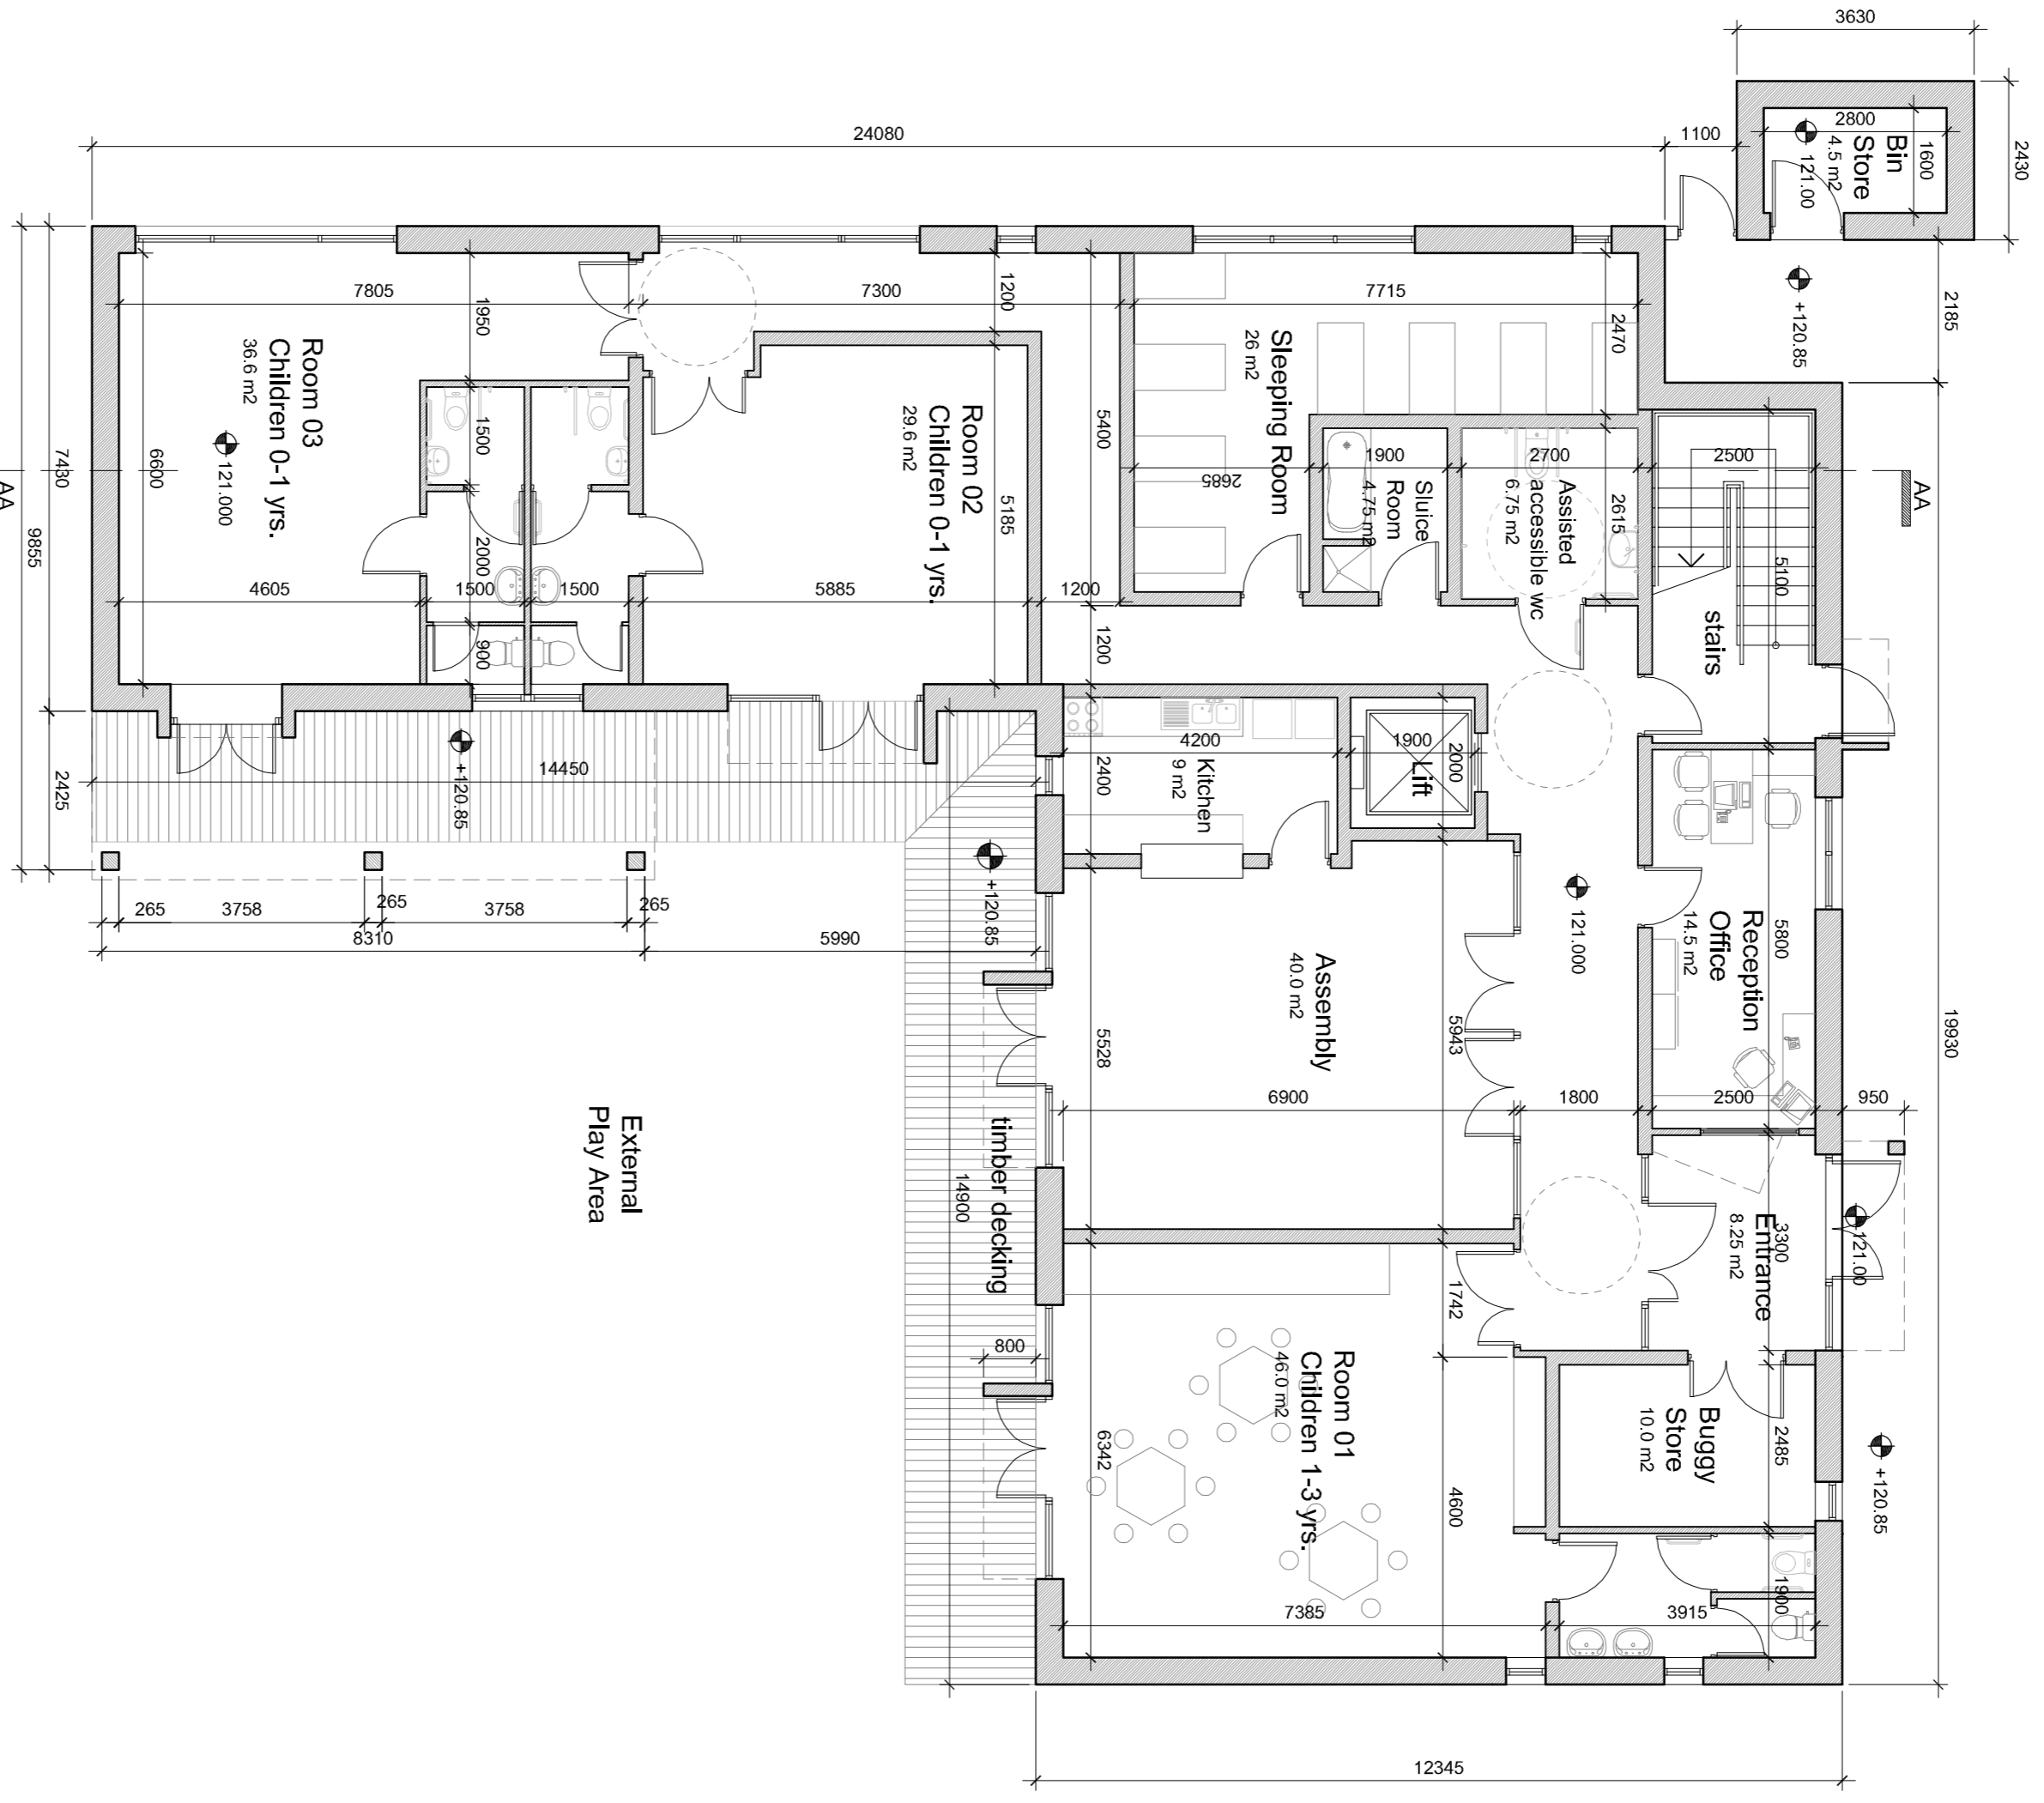 3630
2430
Bin
Store
4.5 m2
2800
1600
121.00
24080
1100
+120.85
2185
7805
7300
7715
1200
1950
2470
Room 03
Children 0-1 yrs.
36.6 m2
121.000
6600
7430
9855
AA
1500
2000
900
4605
1500
1500
5885
1200
Room 02
Children 0-1 yrs.
29.6 m2
5185
5400
Sleeping Room
26 m2
2685
1900
Sluice
Room
4.75 m2
2700
Assisted
accessible wc
6.75 m2
2615
2500
5100
stairs
AA
1200
2425
14450
+120.85
265
3758
265
3758
265
8310
5990
4200
2400
Kitchen
9 m2
1900
2000
Lift
+120.85
121.000
Reception
Office
14.5 m2
5800
19930
Assembly
40.0 m2
5528
5943
6900
1800
2500
950
External
Play Area
timber decking
14900
Entrance
8.25 m2
3300
121.00
1742
800
Room 01
Children 1-3 yrs.
46.0 m2
6342
4600
Buggy
Store
10.0 m2
2485
+120.85
7385
3915
1900
12345